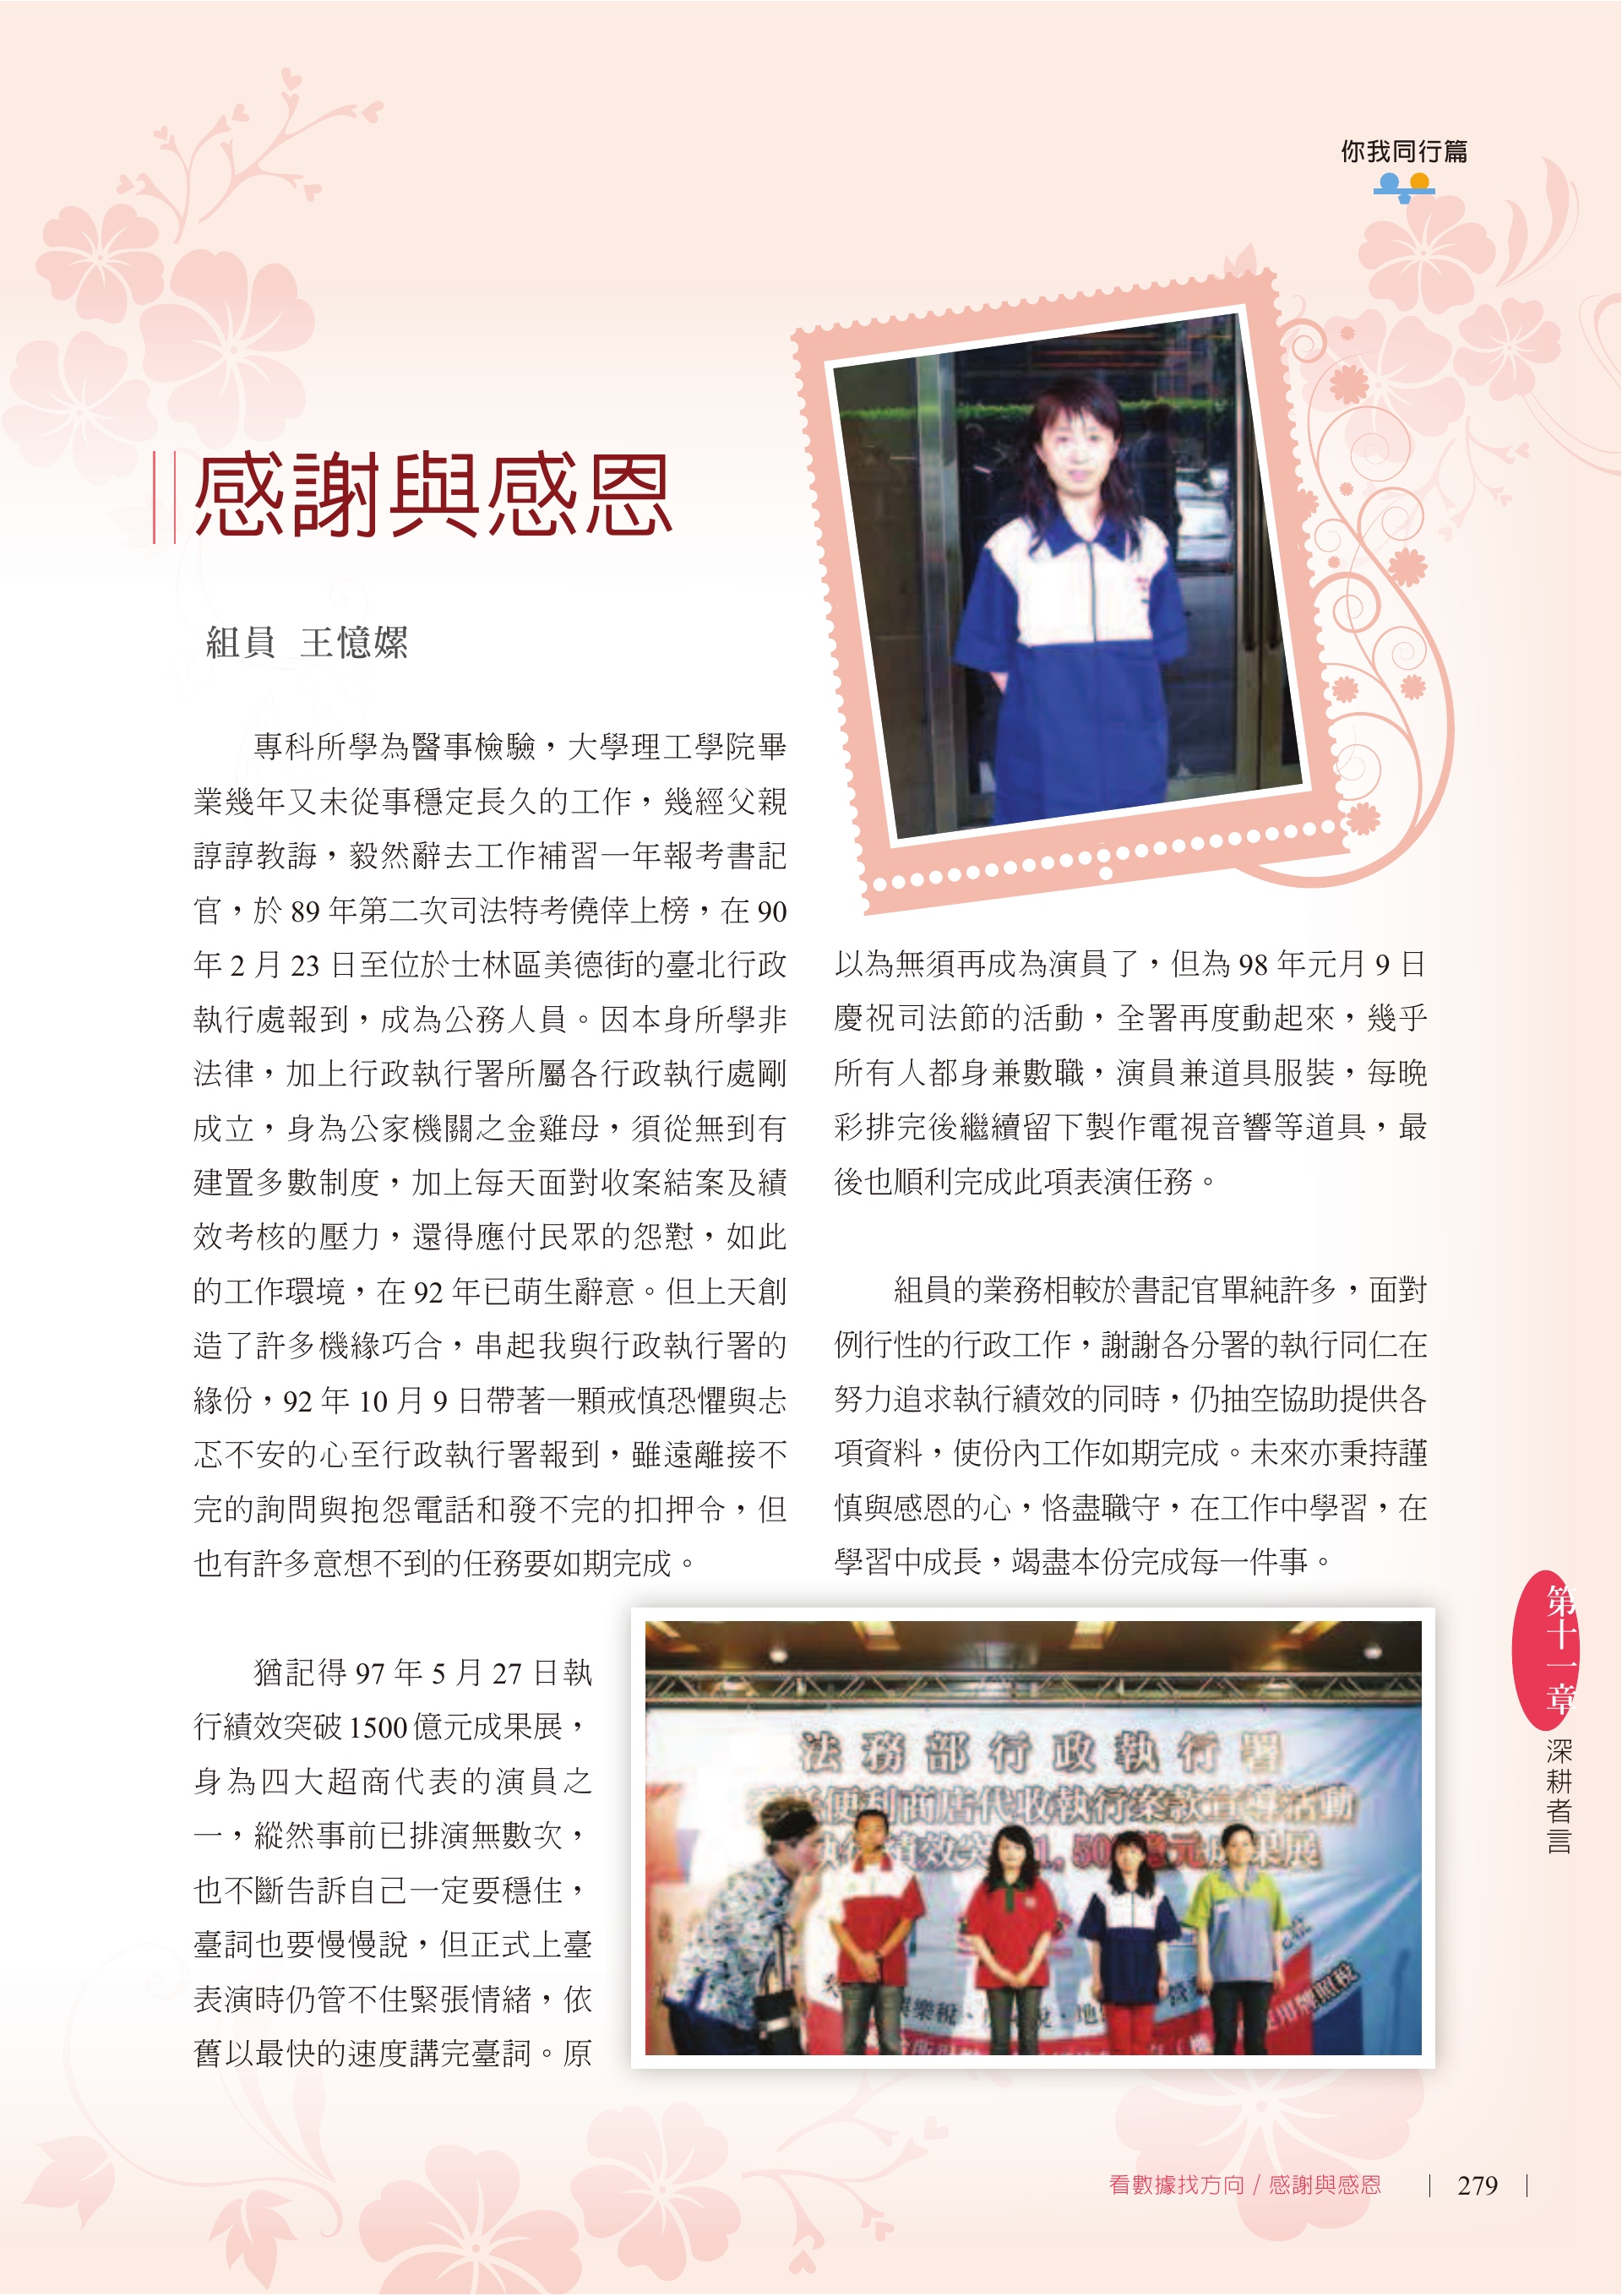 你我同行篇
感謝與感恩
組員 王憶嫘
專科所學為醫事檢驗，大學理工學院畢
業幾年又未從事穩定長久的工作，幾經父親
諄諄教誨，毅然辭去工作補習一年報考書記
官，於 89 年第二次司法特考僥倖上榜，在 90
年 2 月 23 日至位於士林區美德街的臺北行政
執行處報到，成為公務人員。因本身所學非
法律，加上行政執行署所屬各行政執行處剛
成立，身為公家機關之金雞母，須從無到有
建置多數制度，加上每天面對收案結案及績
效考核的壓力，還得應付民眾的怨懟，如此
的工作環境，在 92 年已萌生辭意。但上天創
造了許多機緣巧合，串起我與行政執行署的
緣份，92 年 10 月 9 日帶著一顆戒慎恐懼與忐
忑不安的心至行政執行署報到，雖遠離接不
完的詢問與抱怨電話和發不完的扣押令，但
也有許多意想不到的任務要如期完成。
猶記得 97 年 5 月 27 日執
行績效突破 1500 億元成果展，
身為四大超商代表的演員之
一，縱然事前已排演無數次，
也不斷告訴自己一定要穩住，
臺詞也要慢慢說，但正式上臺
表演時仍管不住緊張情緒，依
舊以最快的速度講完臺詞。原
以為無須再成為演員了，但為 98 年元月 9 日
慶祝司法節的活動，全署再度動起來，幾乎
所有人都身兼數職，演員兼道具服裝，每晚
彩排完後繼續留下製作電視音響等道具，最
後也順利完成此項表演任務。
組員的業務相較於書記官單純許多，面對
例行性的行政工作，謝謝各分署的執行同仁在
努力追求執行績效的同時，仍抽空協助提供各
項資料，使份內工作如期完成。未來亦秉持謹
慎與感恩的心，恪盡職守，在工作中學習，在
學習中成長，竭盡本份完成每一件事。
法務部行政執行署
便利商店代收執行案款宣導活動
績效突 1,50 億元成果展
樂稅、
用牌照稅
第十一章 深耕者言
看數據找方向 / 感謝與感恩
279